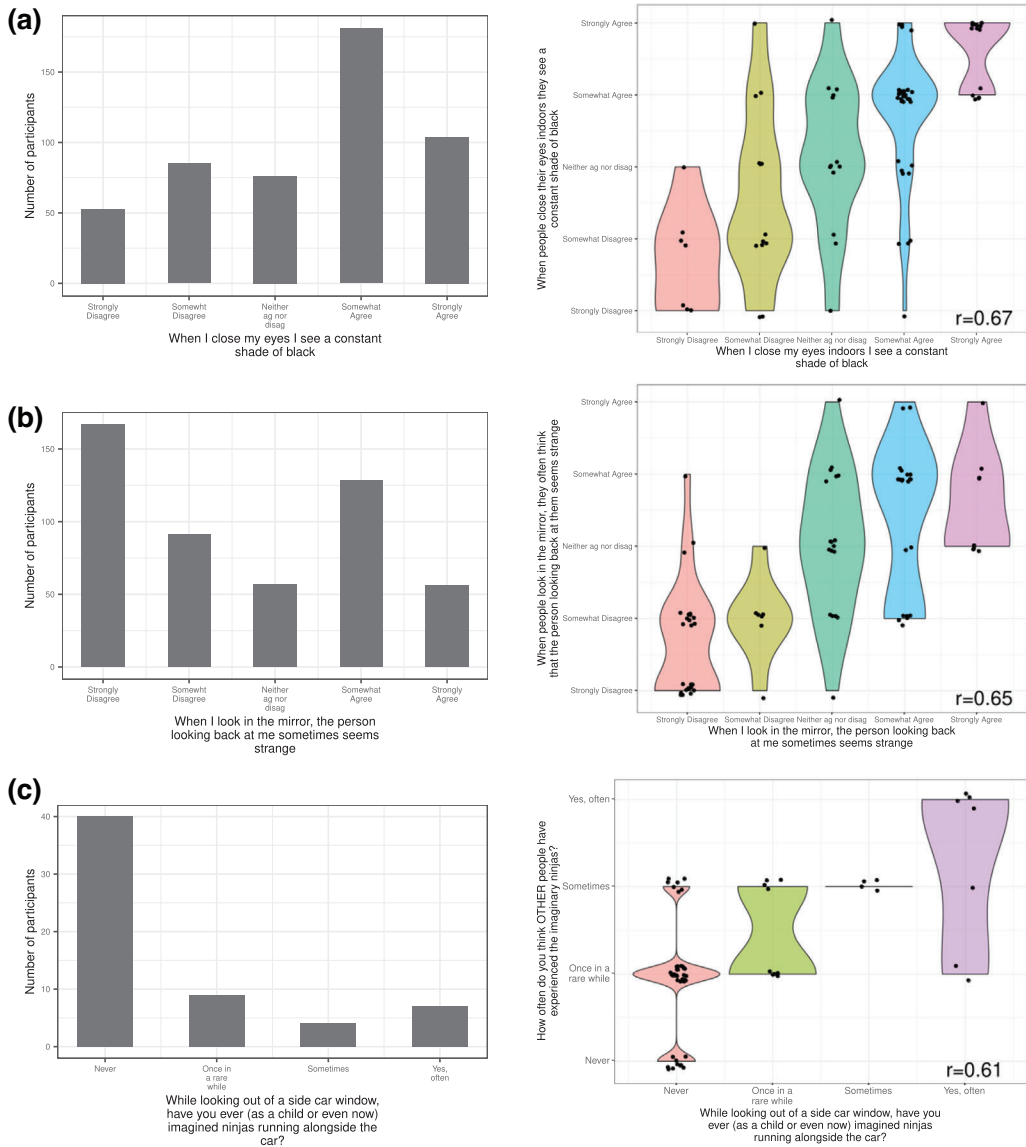 (a)
Number of participants
150
100
50
0
Strongly
Disagree
Somewht
Disagree
Neither
ag nor
disag
Somewhat
Agree
Strongly
Agree
When I close my eyes I see a constant
shade of black
When people close their eyes indoors they see a
constant shade of black
Strongly Agree
Somewhat Agree
Neither ag nor disag
Somewhat Disagree
Strongly Disagree
r=0.67
Strongly Disagree
Somewhat Disagree
Neither ag nor disag
Somewhat Agree
Strongly Agree
When I close my eyes indoors I see a constant
shade of black
(b)
Number of participants
150
100
50
0
Strongly
Disagree
Somewht
Disagree
Neither
ag nor
disag
Somewhat
Agree
Strongly
Agree
When I look in the mirror, the person
looking back at me sometimes seems
strange
When people look in the mirror, they often think
that the person looking back at them seems strange
Strongly Agree
Somewhat Agree
Neither ag nor disag
Somewhat Disagree
Strongly Disagree
r=0.65
Strongly Disagree
Somewhat Disagree
Neither ag nor disag
Somewhat Agree
Strongly Agree
When I look in the mirror, the person looking back
at me sometimes seems strange
(c)
Number of participants
40
30
20
10
0
Never
Once in
a rare
while
Sometimes
Yes,
often
While looking out of a side car window,
have you ever (as a child or even now)
imagined ninjas running alongside the
car?
How often do you think OTHER people have
experienced the imaginary ninjas?
Yes, often
Sometimes
Once in a
rare while
Never
r=0.61
Never
Once in a
rare while
Sometimes
Yes, often
While looking out of a side car window, have you
ever (as a child or even now) imagined ninjas
running alongside the car?